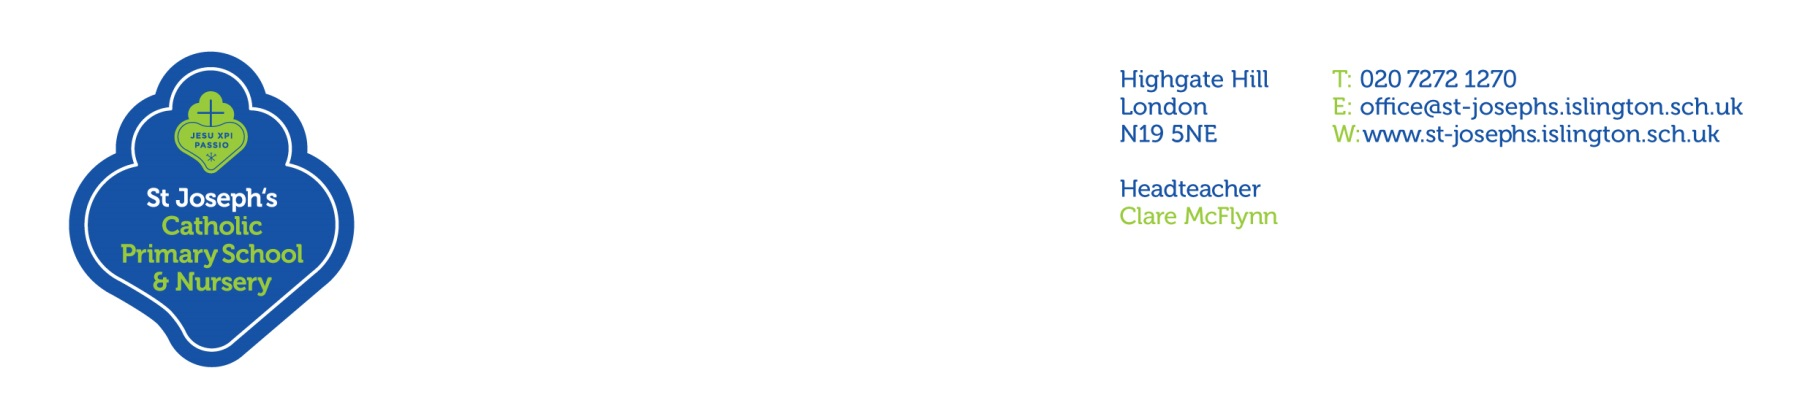 JESU XPI
PASSIO
St Joseph‘s
Catholic
Primary School
& Nursery
Highgate Hill
London
N19 5NE
Headteacher
Clare McFlynn
T: 020 7272 1270
E: office@st-josephs.islington.sch.uk
W: www.st-josephs.islington.sch.uk